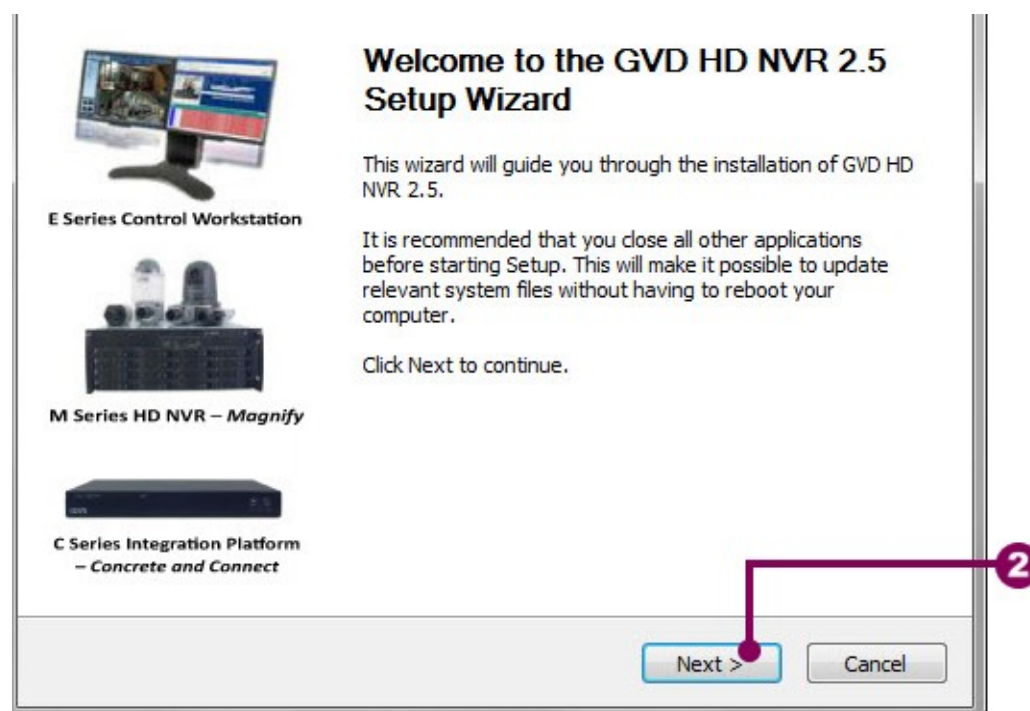 Welcome to the GVD HD NVR 2.5
Setup Wizard
This wizard will guide you through the installation of GVD HD
NVR 2.5.
It is recommended that you close all other applications
before starting Setup. This will make it possible to update
relevant system files without having to reboot your
computer.
Click Next to continue.
E Series Control Workstation
M Series HD NVR – Magnify
C Series Integration Platform
– Concrete and Connect
2
Next >
Cancel